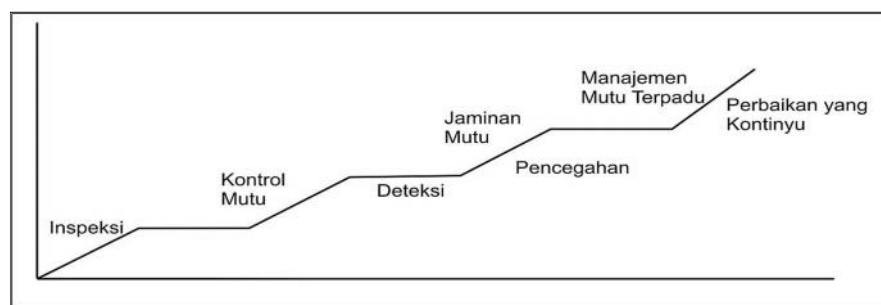 Manajemen
Mutu Terpadu
Perbaikan yang
Kontinyu
Jaminan
Mutu
Pencegahan
Kontrol
Mutu
Deteksi
Inspeksi